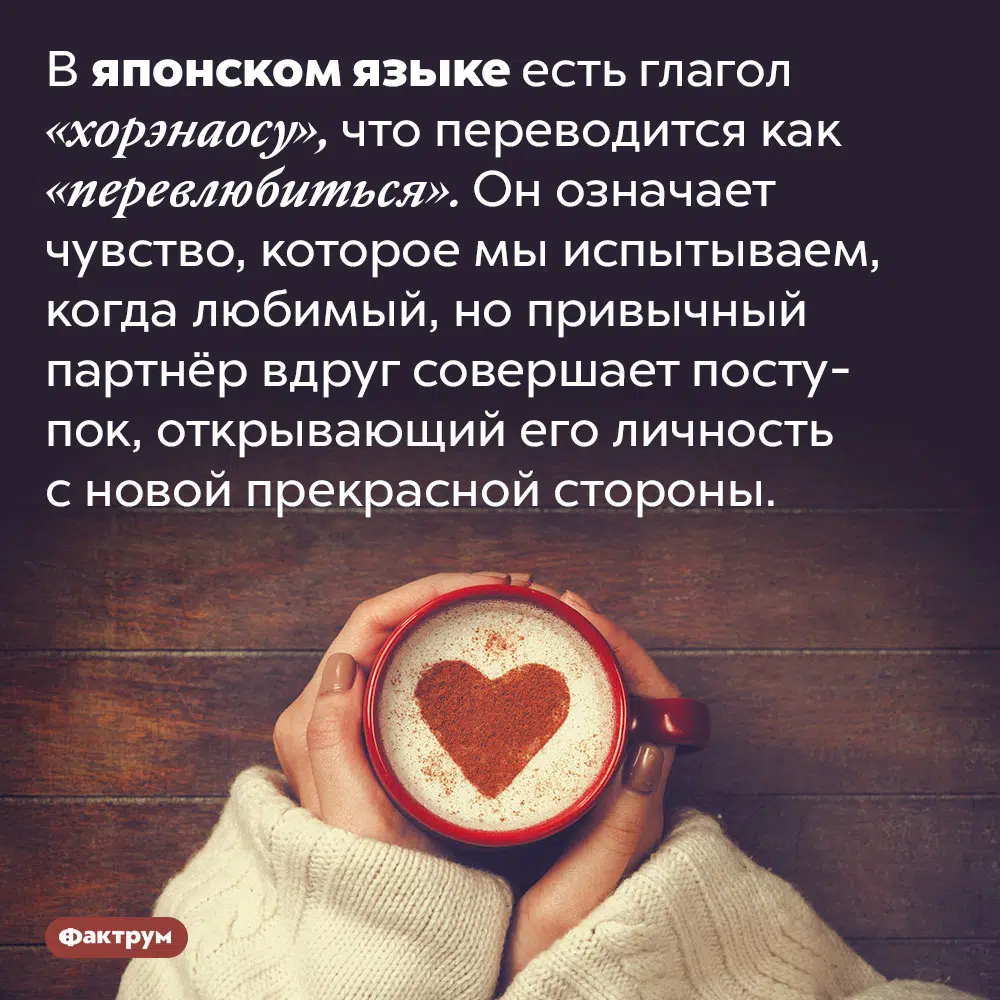 В японском языке есть глагол
«хорэнаосу», что переводится как
«перевлюбиться». Он означает
чувство, которое мы испытываем,
когда любимый, но привычный
партнёр вдруг совершает посту-
пок, открывающий его личность
с новой прекрасной стороны.
Фактрум